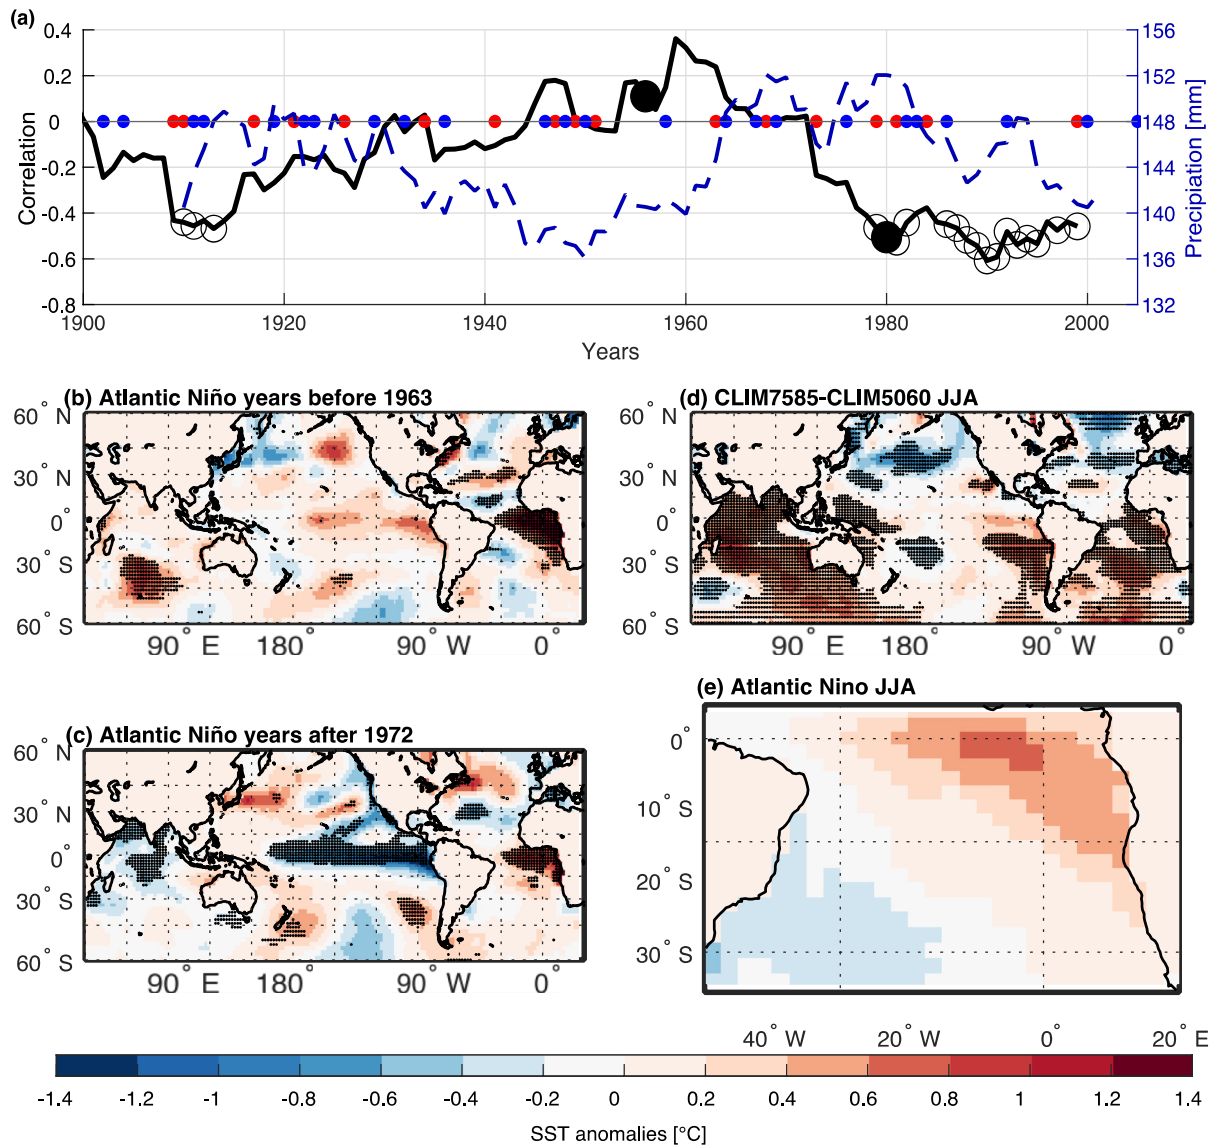 (a)
0.4
0.2
0
-0.2
-0.4
-0.6
-0.8
Correlation
156
152
148
144
140
136
132
Precipiation [mm]
1900 1920 1940 1960 1980 2000
Years
(b) Atlantic Niño years before 1963
60° N
30° N
0°
30° S
60° S
90° E 180° 90° W 0°
(d) CLIM7585-CLIM5060 JJA
60° N
30° N
0°
30° S
60° S
90° E 180° 90° W 0°
(c) Atlantic Niño years after 1972
60° N
30° N
0°
30° S
60° S
90° E 180° 90° W 0°
(e) Atlantic Nino JJA
0°
10° S
20° S
30° S
40° W 20° W 0° 20° E
-1.4 -1.2 -1 -0.8 -0.6 -0.4 -0.2 0 0.2 0.4 0.6 0.8 1 1.2 1.4
SST anomalies [°C]